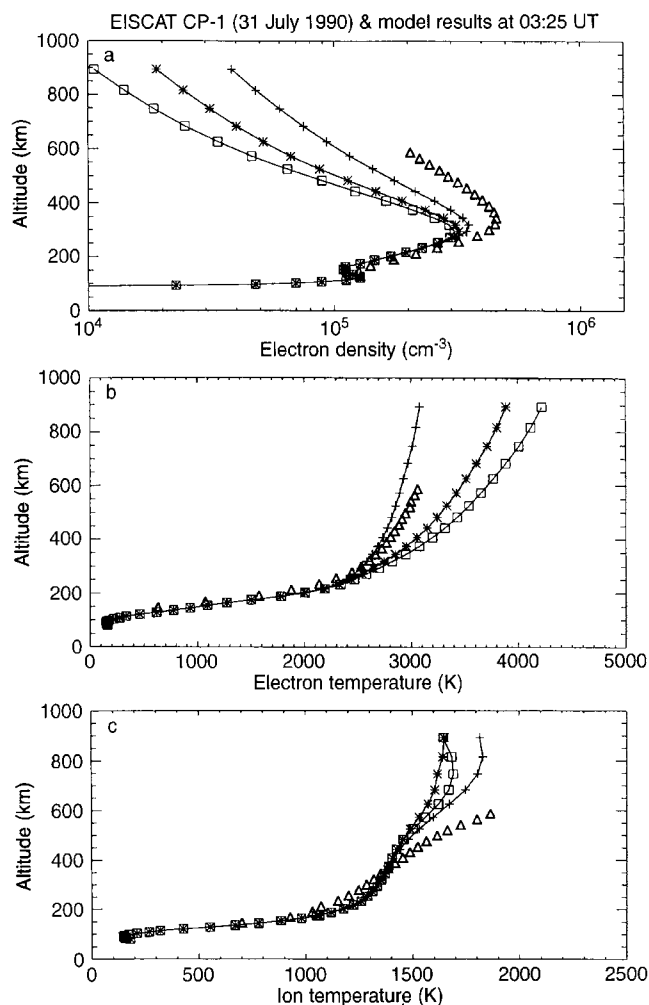 EISCAT CP-1 (31 July 1990) & model results at 03:25 UT
a
1000
800
600
400
200
0
Altitude (km)
10^4 10^5 10^6
Electron density (cm^-3)
b
1000
800
600
400
200
0
Altitude (km)
0 1000 2000 3000 4000 5000
Electron temperature (K)
c
1000
800
600
400
200
0
Altitude (km)
0 500 1000 1500 2000 2500
Ion temperature (K)